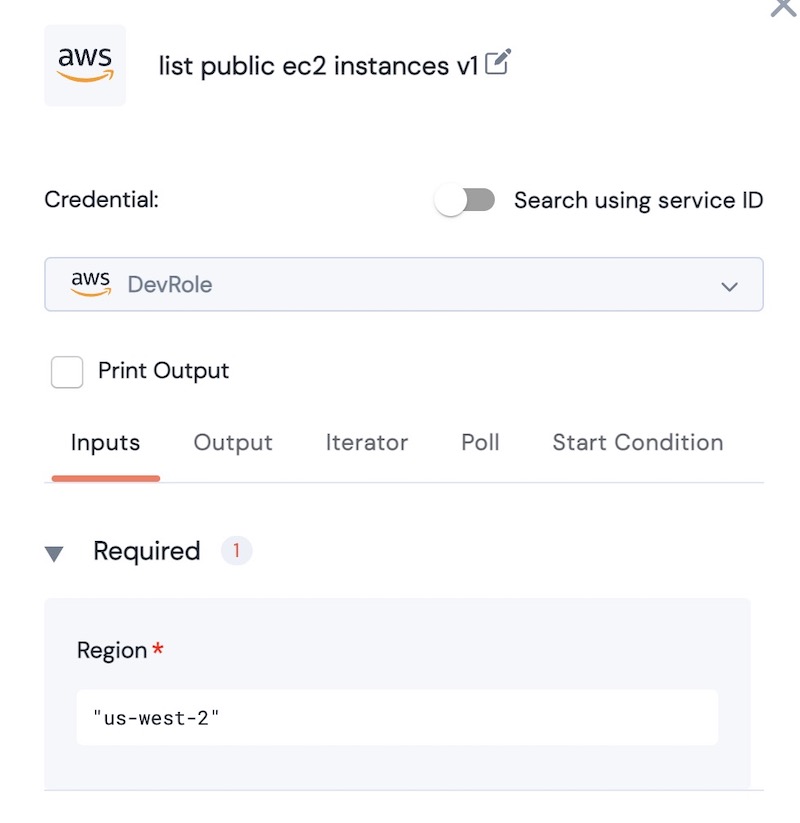 aws
list public ec2 instances v1
Credential:
Search using service ID
aws DevRole
Print Output
Inputs Output Iterator Poll Start Condition
Required 1
Region *
"us-west-2"